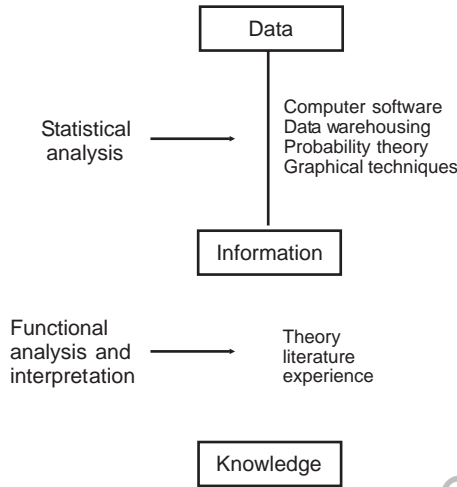 Data
Statistical
analysis
Computer software
Data warehousing
Probability theory
Graphical techniques
Information
Functional
analysis and
interpretation
Theory
literature
experience
Knowledge